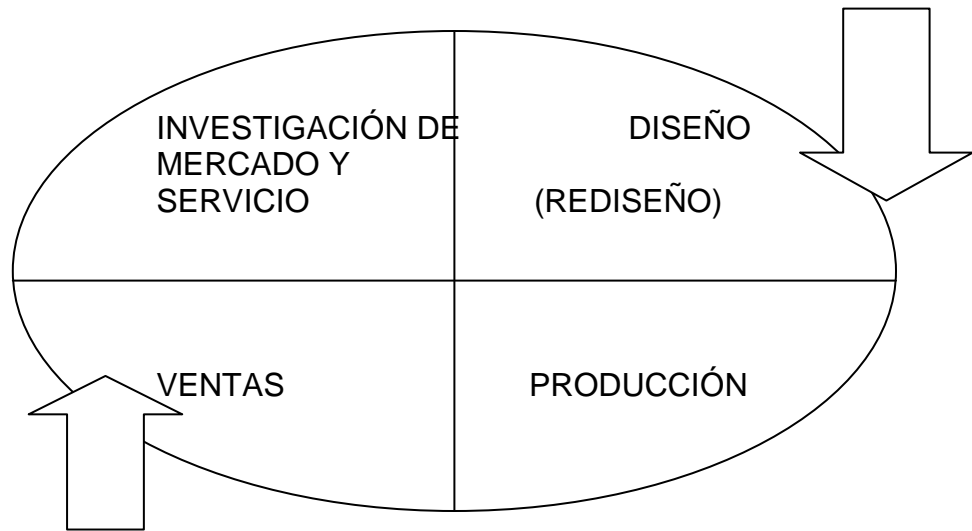 INVESTIGACIÓN DE
MERCADO Y
SERVICIO
DISEÑO
(REDISEÑO)
VENTAS
PRODUCCIÓN